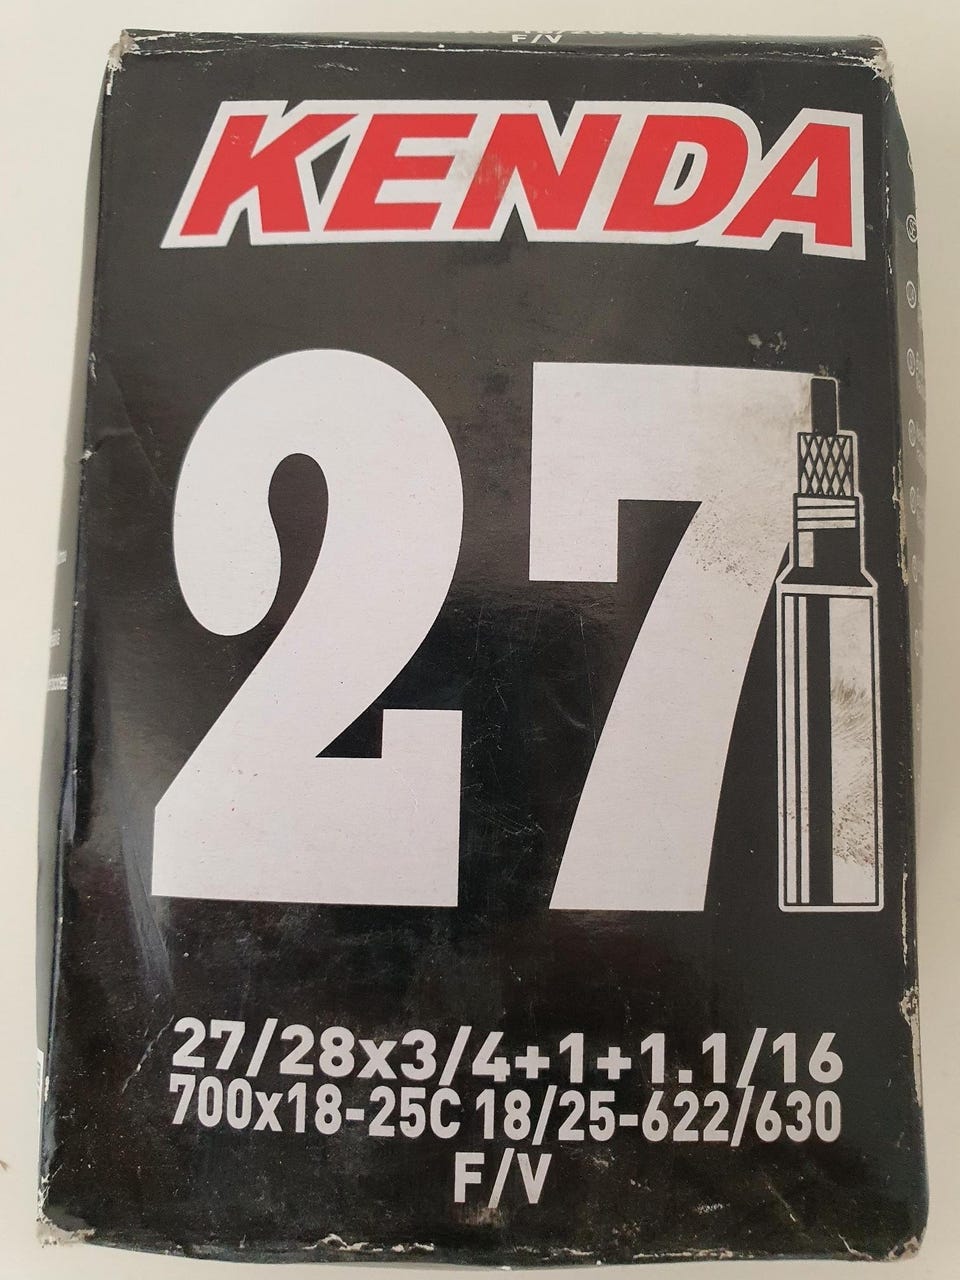 F/V
KENDA
27
27/28x3/4+1+1.1/16
700x18-25C 18/25-622/630
F/V